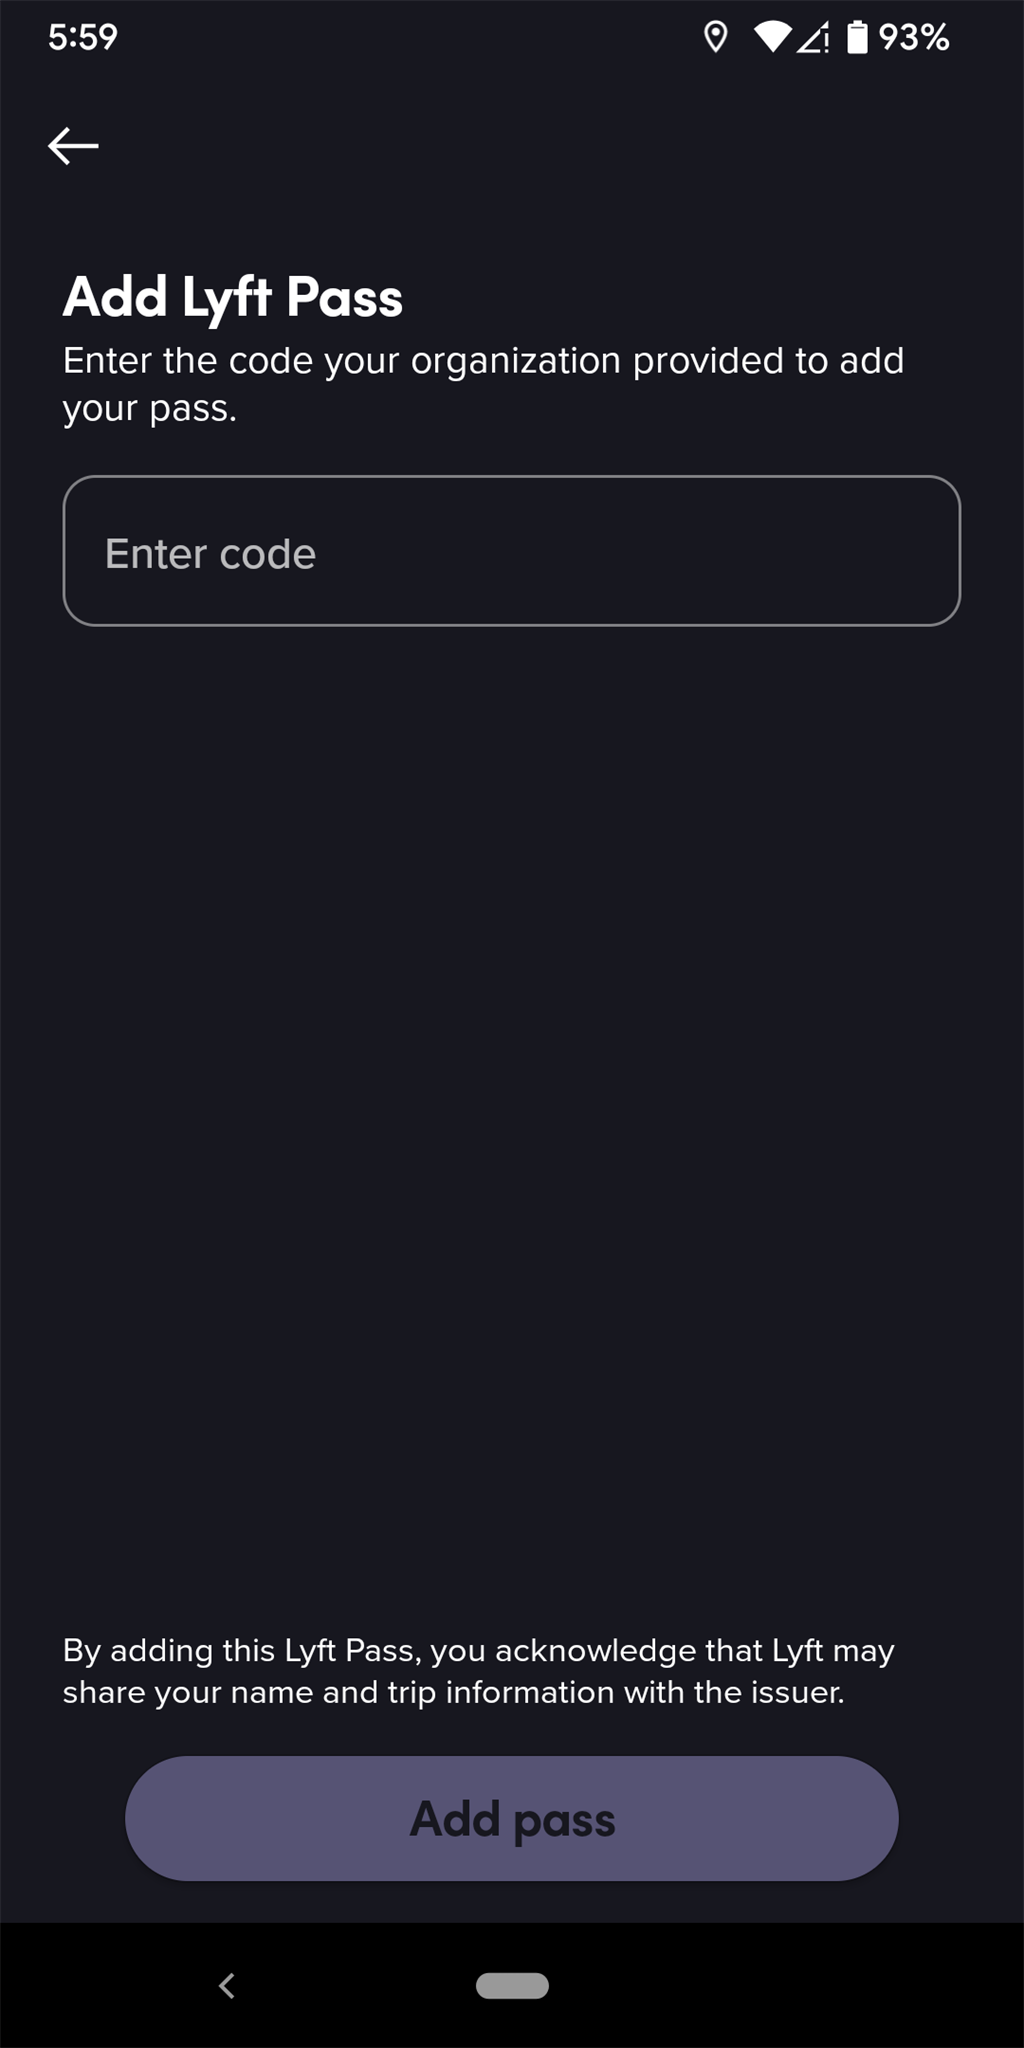 5:59
93%
Add Lyft Pass
Enter the code your organization provided to add
your pass.
Enter code
By adding this Lyft Pass, you acknowledge that Lyft may
share your name and trip information with the issuer.
Add pass